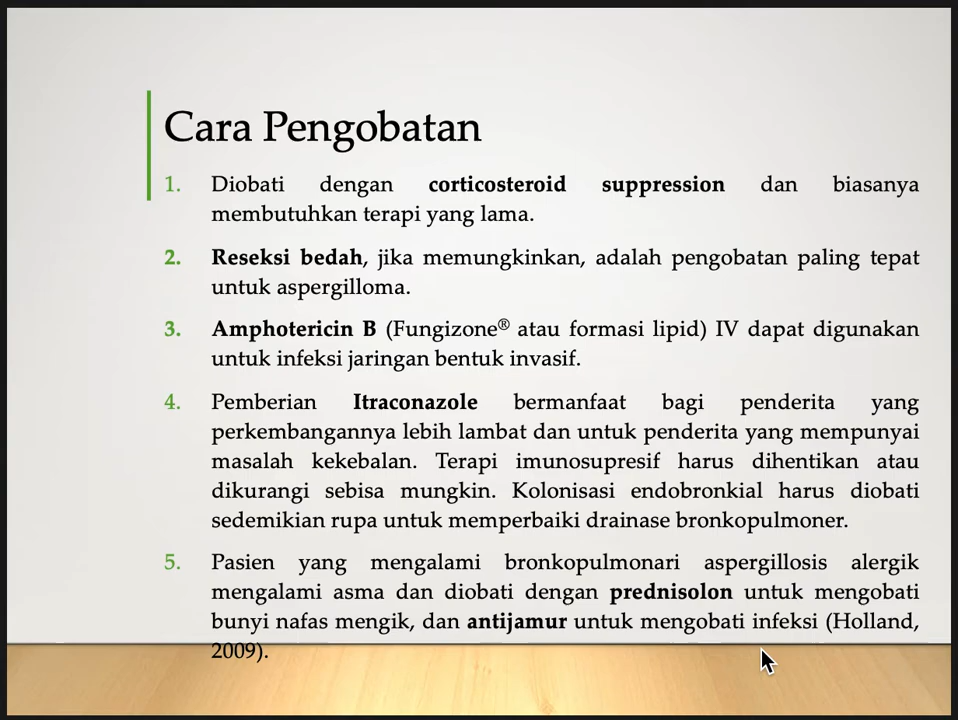 Cara Pengobatan
1. Diobati dengan corticosteroid suppression dan biasanya
membutuhkan terapi yang lama.
2. Reseksi bedah, jika memungkinkan, adalah pengobatan paling tepat
untuk aspergilloma.
3. Amphotericin B (Fungizone® atau formasi lipid) IV dapat digunakan
untuk infeksi jaringan bentuk invasif.
4. Pemberian Itraconazole bermanfaat bagi penderita yang
perkembangannya lebih lambat dan untuk penderita yang mempunyai
masalah kekebalan. Terapi imunosupresif harus dihentikan atau
dikurangi sebisa mungkin. Kolonisasi endobronkial harus diobati
sedemikian rupa untuk memperbaiki drainase bronkopulmoner.
5. Pasien yang mengalami bronkopulmonari aspergillosis alergik
mengalami asma dan diobati dengan prednisolon untuk mengobati
bunyi nafas mengik, dan antijamur untuk mengobati infeksi (Holland,
2009).